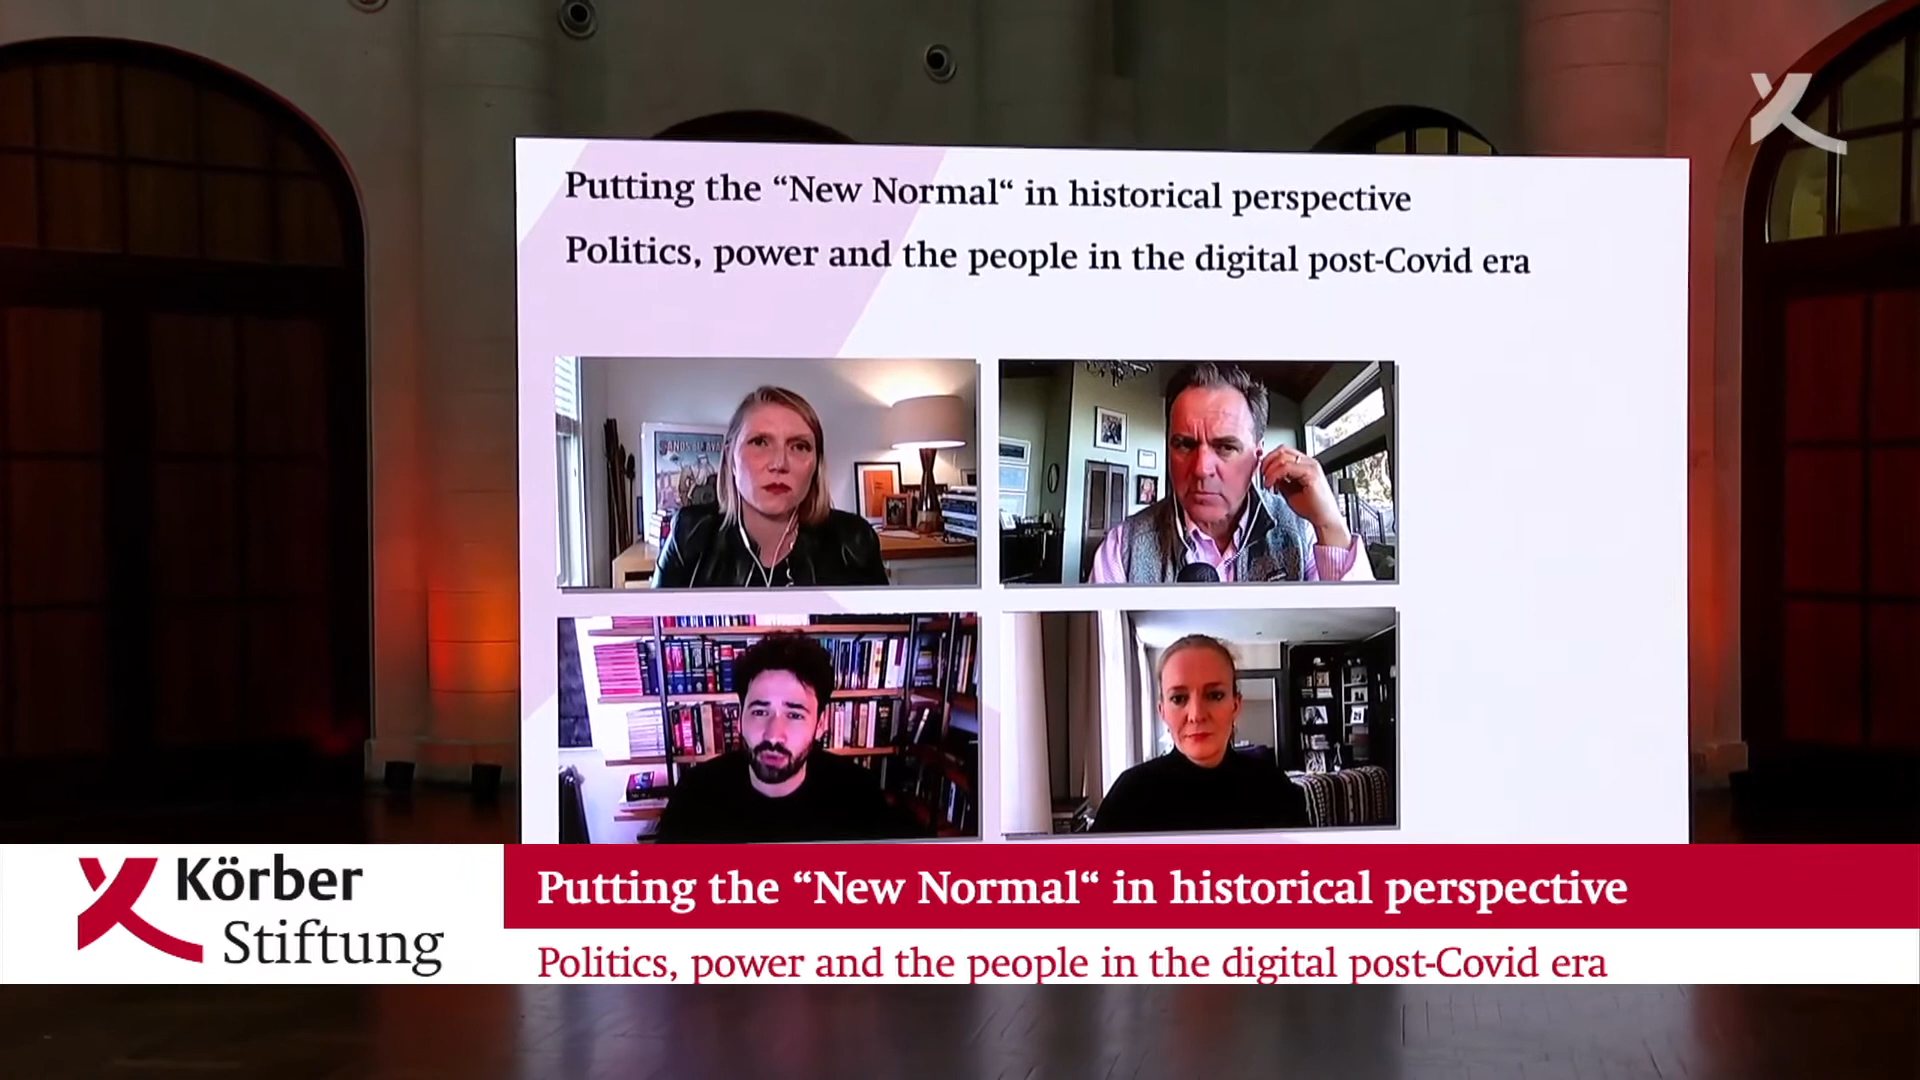 Putting the “New Normal“ in historical perspective
Politics, power and the people in the digital post-Covid era
Körber
Stiftung
Putting the “New Normal“ in historical perspective
Politics, power and the people in the digital post-Covid era